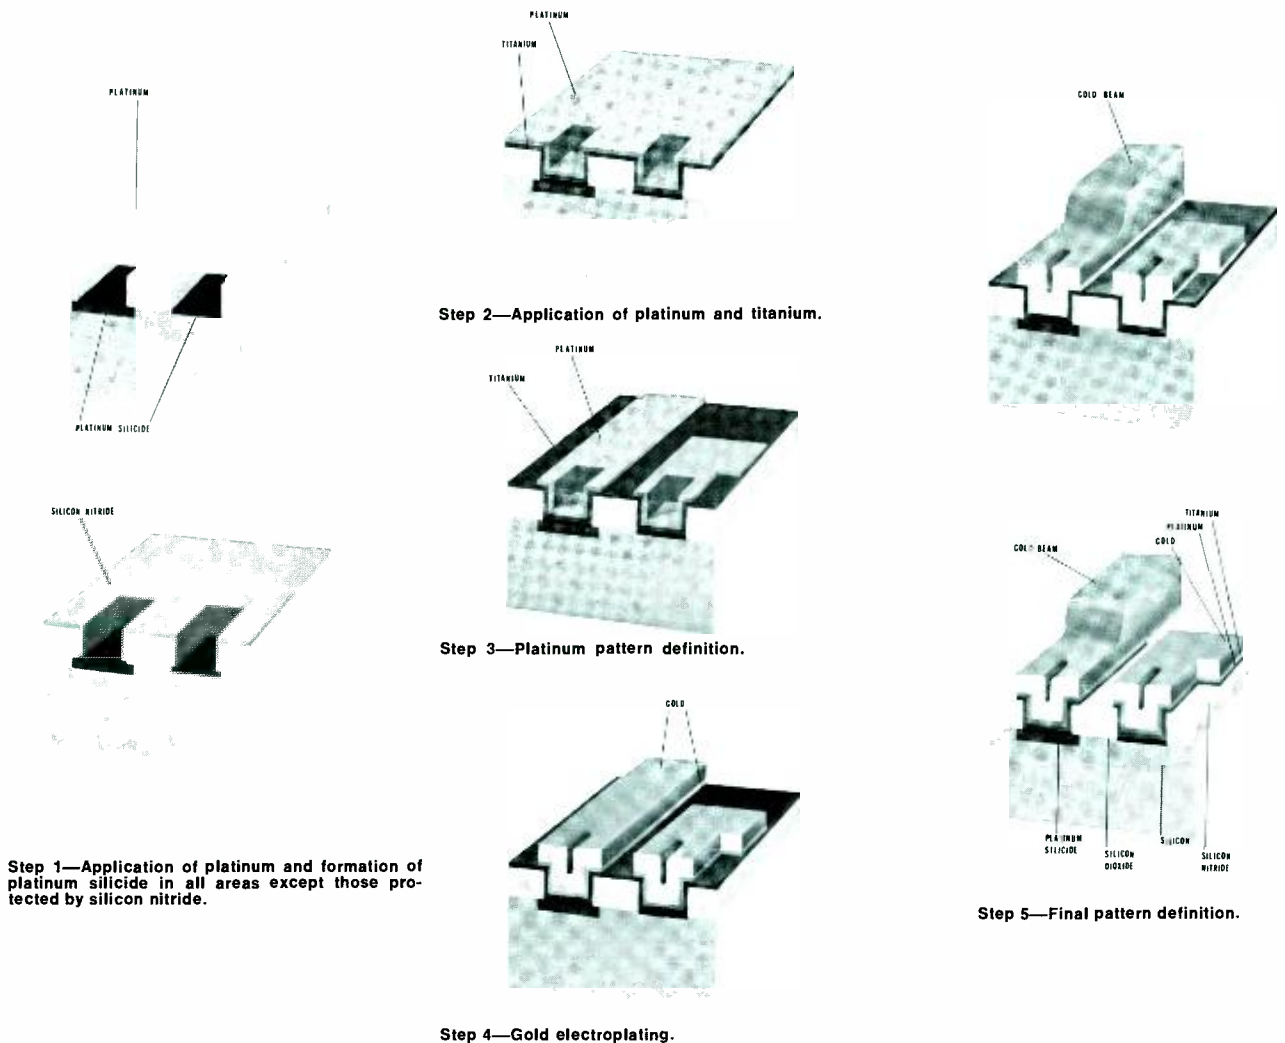 PLATINUM
PLATINUM SILICIDE
SILICON NITRIDE
Step 1—Application of platinum and formation of
platinum silicide in all areas except those pro-
tected by silicon nitride.
PLATINUM
TITANIUM
Step 2—Application of platinum and titanium.
PLATINUM
TITANIUM
Step 3—Platinum pattern definition.
GOLD
Step 4—Gold electroplating.
GOLD BEAM
TITANIUM
PLATINUM
GOLD
GOLD BEAM
PLATINUM
SILICIDE
SILICON
DIOXIDE
SILICON
SILICON
NITRIDE
Step 5—Final pattern definition.